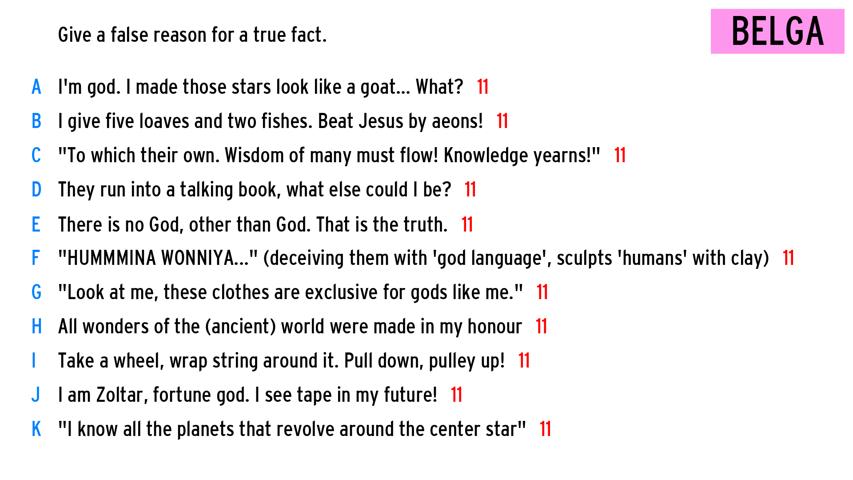 Give a false reason for a true fact.
BELGA
A I'm god. I made those stars look like a goat... What? 11
B I give five loaves and two fishes. Beat Jesus by aeons! 11
C "To which their own. Wisdom of many must flow! Knowledge yearns!" 11
D They run into a talking book, what else could I be? 11
E There is no God, other than God. That is the truth. 11
F "HUMMMINA WONNIYA..." (deceiving them with 'god language', sculpts 'humans' with clay) 11
G "Look at me, these clothes are exclusive for gods like me." 11
H All wonders of the (ancient) world were made in my honour 11
I Take a wheel, wrap string around it. Pull down, pulley up! 11
J I am Zoltar, fortune god. I see tape in my future! 11
K "I know all the planets that revolve around the center star" 11